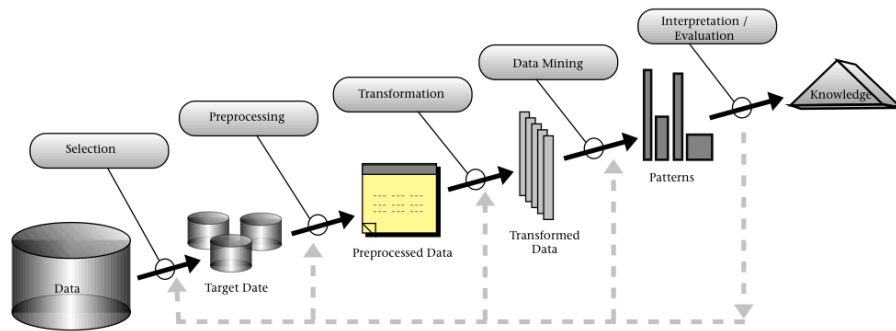 Interpretation /
Evaluation
Data Mining
Knowledge
Transformation
Preprocessing
Selection
Patterns
Transformed
Data
Preprocessed Data
Target Date
Data